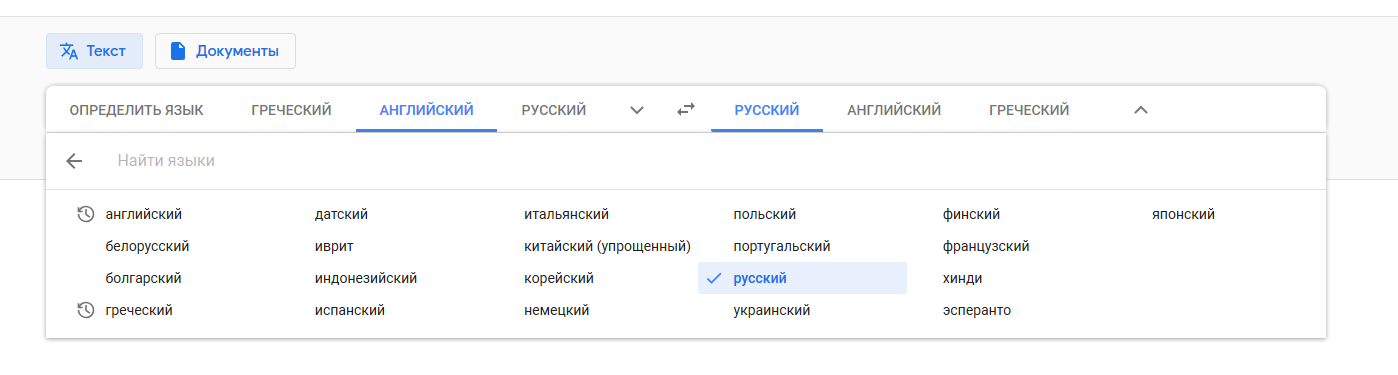 Текст Документы
ОПРЕДЕЛИТЬ ЯЗЫК ГРЕЧЕСКИЙ АНГЛИЙСКИЙ РУССКИЙ РУССКИЙ АНГЛИЙСКИЙ ГРЕЧЕСКИЙ
Найти языки
английский датский итальянский польский финский японский
белорусский иврит китайский (упрощенный) португальский французский
болгарский индонезийский корейский русский хинди
греческий испанский немецкий украинский эсперанто